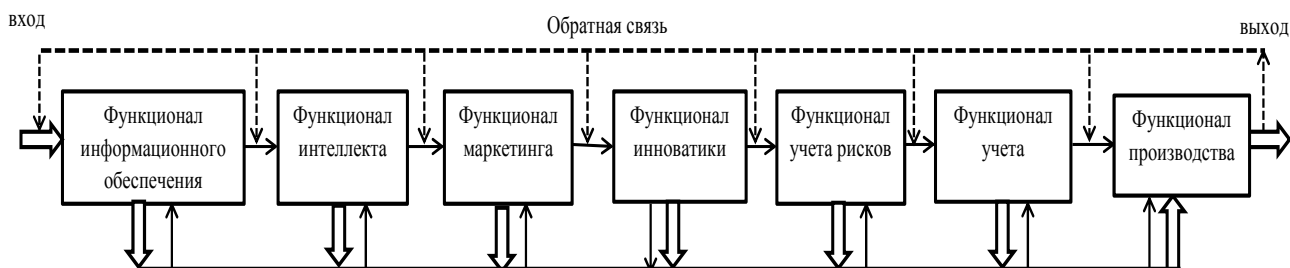 вход
Обратная связь
выход
Функционал
информационного
обеспечения
Функционал
интеллекта
Функционал
маркетинга
Функционал
инноватики
Функционал
учета рисков
Функционал
учета
Функционал
производства